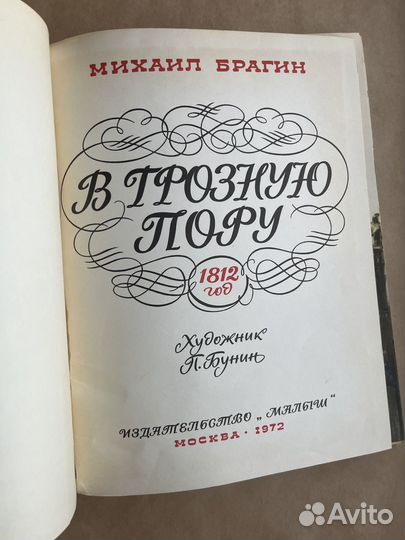 МИХАИЛ БРАГИН
В ГРОЗНУЮ
ПОРУ
1812
год
Художник
П. Бунин
ИЗДАТЕЛЬСТВО „МАЛЫШ“
МОСКВА · 1972
Avito